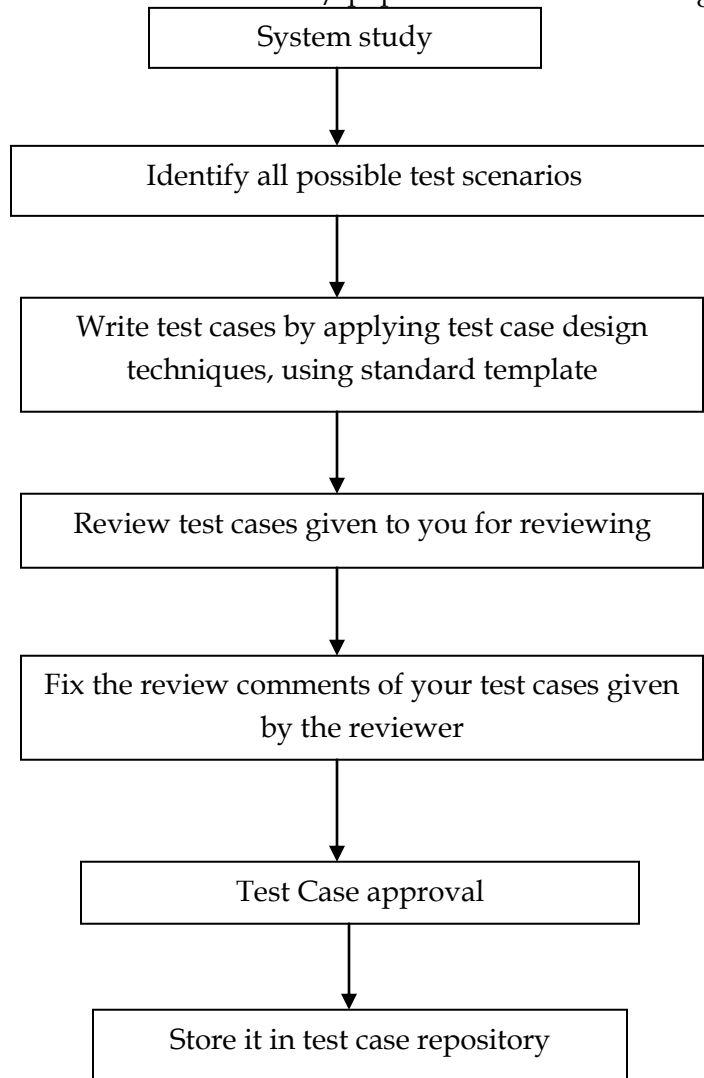 System study
Identify all possible test scenarios
Write test cases by applying test case design
techniques, using standard template
Review test cases given to you for reviewing
Fix the review comments of your test cases given
by the reviewer
Test Case approval
Store it in test case repository